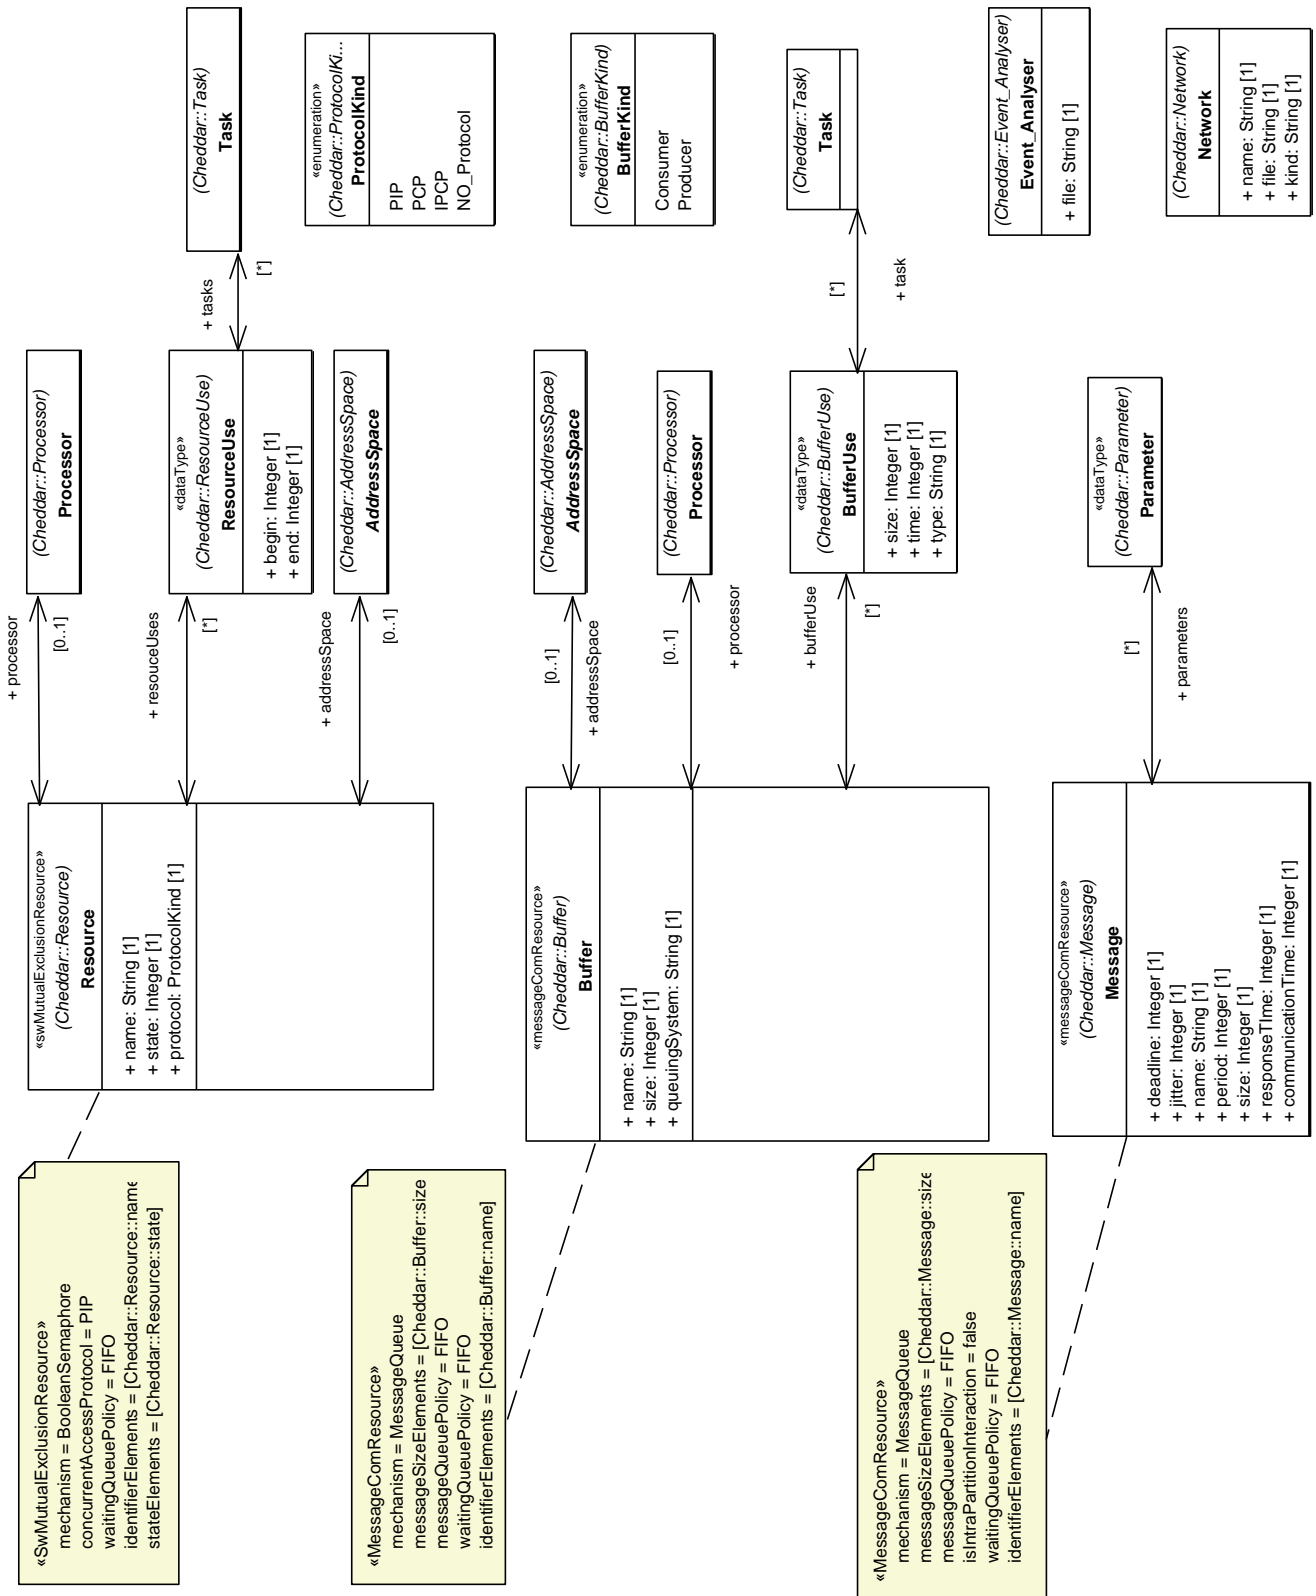 «SwMutualExclusionResource»
mechanism = BooleanSemaphore
concurrentAccessProtocol = PIP
waitingQueuePolicy = FIFO
identifierElements = [Cheddar::Resource::name
stateElements = [Cheddar::Resource::state]
«swMutualExclusionResource»
(Cheddar::Resource)
Resource
+ name: String [1]
+ state: Integer [1]
+ protocol: ProtocolKind [1]
+ processor
[0..1]
+ resouceUses
[*]
+ addressSpace
[0..1]
(Cheddar::Processor)
Processor
«dataType»
(Cheddar::ResourceUse)
ResourceUse
+ begin: Integer [1]
+ end: Integer [1]
(Cheddar::AddressSpace)
AddressSpace
+ tasks
[*]
(Cheddar::Task)
Task
«enumeration»
(Cheddar::ProtocolKi...
ProtocolKind
PIP
PCP
IPCP
NO_Protocol
«MessageComResource»
mechanism = MessageQueue
messageSizeElements = [Cheddar::Buffer::size
messageQueuePolicy = FIFO
waitingQueuePolicy = FIFO
identifierElements = [Cheddar::Buffer::name]
«messageComResource»
(Cheddar::Buffer)
Buffer
+ name: String [1]
+ size: Integer [1]
+ queuingSystem: String [1]
[0..1]
+ addressSpace
[0..1]
+ processor
+ bufferUse
[*]
(Cheddar::AddressSpace)
AddressSpace
(Cheddar::Processor)
Processor
«dataType»
(Cheddar::BufferUse)
BufferUse
+ size: Integer [1]
+ time: Integer [1]
+ type: String [1]
[*]
+ task
«enumeration»
(Cheddar::BufferKind)
BufferKind
Consumer
Producer
(Cheddar::Task)
Task
«MessageComResource»
mechanism = MessageQueue
messageSizeElements = [Cheddar::Message::size
messageQueuePolicy = FIFO
isIntraPartitionInteraction = false
waitingQueuePolicy = FIFO
identifierElements = [Cheddar::Message::name]
«messageComResource»
(Cheddar::Message)
Message
+ deadline: Integer [1]
+ jitter: Integer [1]
+ name: String [1]
+ period: Integer [1]
+ size: Integer [1]
+ responseTIme: Integer [1]
+ communicationTime: Integer [1]
[*]
+ parameters
«dataType»
(Cheddar::Parameter)
Parameter
(Cheddar::Event_Analyser)
Event_Analyser
+ file: String [1]
(Cheddar::Network)
Network
+ name: String [1]
+ file: String [1]
+ kind: String [1]